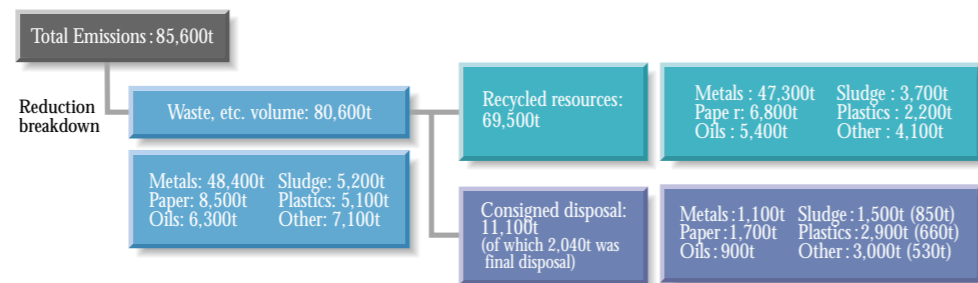 Total Emissions : 85,600t
Reduction
breakdown
Waste, etc. volume: 80,600t
Metals: 48,400t Sludge: 5,200t
Paper: 8,500t Plastics: 5,100t
Oils: 6,300t Other: 7,100t
Recycled resources:
69,500t
Metals : 47,300t Sludge : 3,700t
Pape r: 6,800t Plastics : 2,200t
Oils : 5,400t Other : 4,100t
Consigned disposal:
11,100t
(of which 2,040t was
final disposal)
Metals :1,100t Sludge :1,500t (850t)
Paper :1,700t Plastics :2,900t (660t)
Oils : 900t Other : 3,000t (530t)